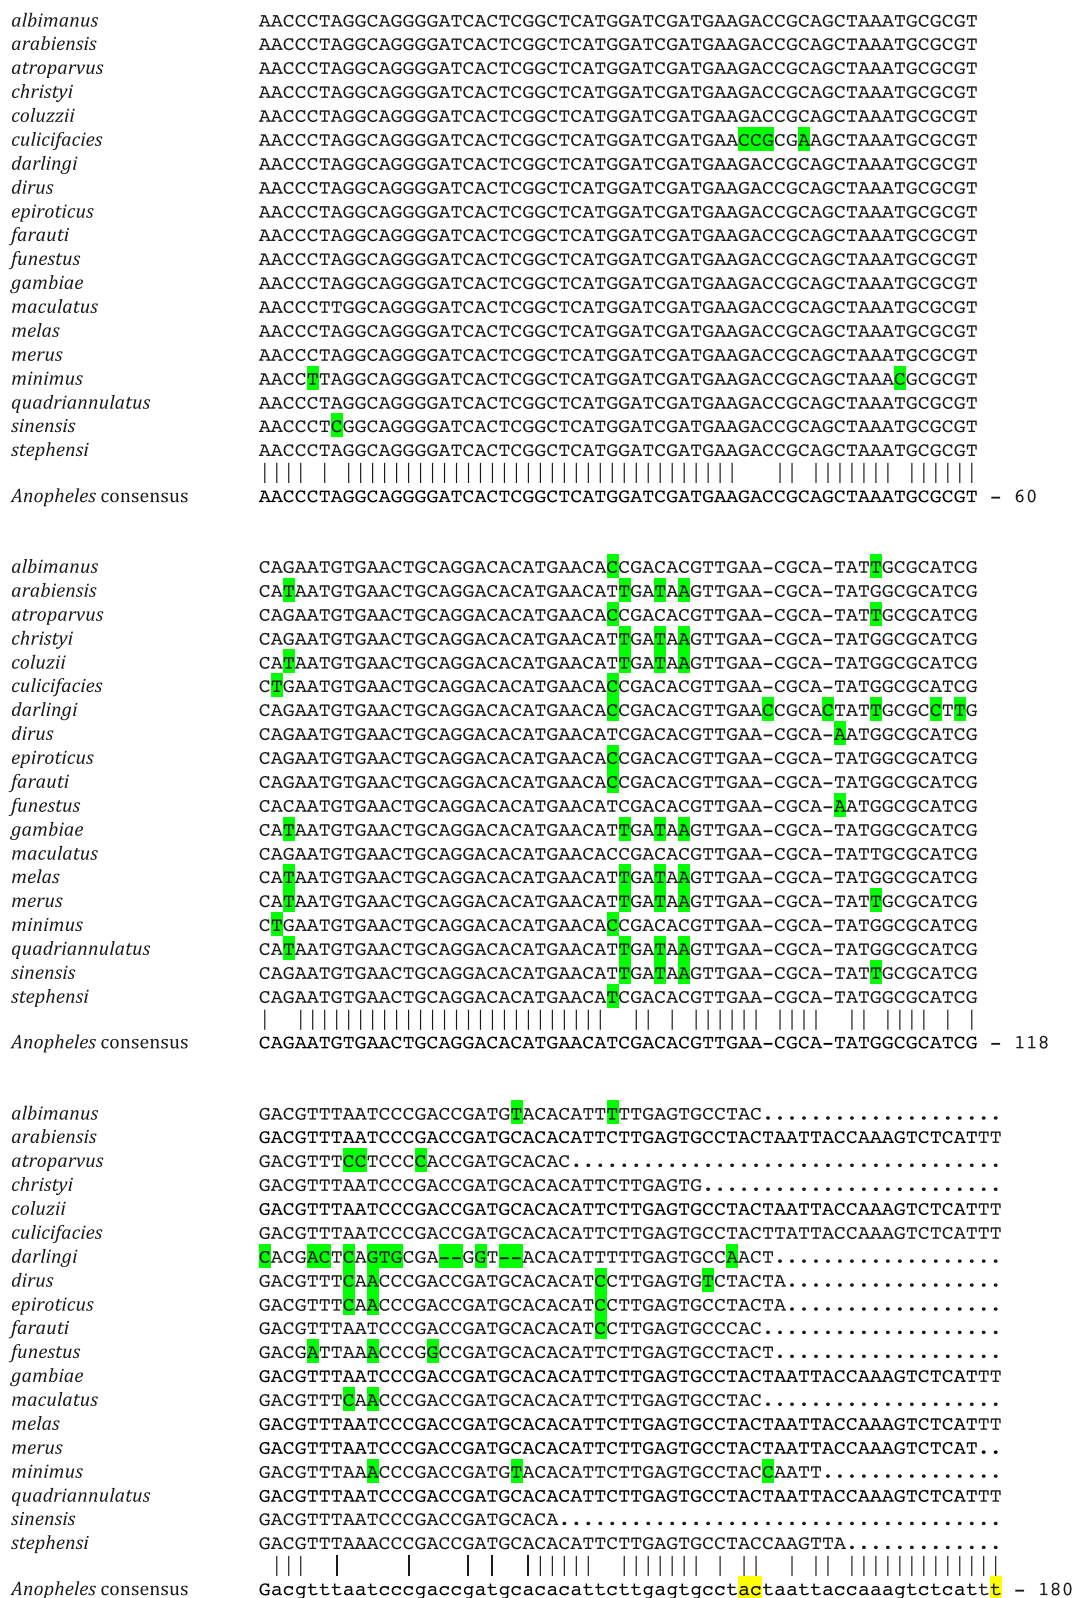 albimanus AACCCTAGGCAGGGGATCACTCGGCTCATGGATCGATGAAGACCGCAGCTAAATGCGCGT
arabiensis AACCCTAGGCAGGGGATCACTCGGCTCATGGATCGATGAAGACCGCAGCTAAATGCGCGT
atroparvus AACCCTAGGCAGGGGATCACTCGGCTCATGGATCGATGAAGACCGCAGCTAAATGCGCGT
christyi AACCCTAGGCAGGGGATCACTCGGCTCATGGATCGATGAAGACCGCAGCTAAATGCGCGT
coluzzii AACCCTAGGCAGGGGATCACTCGGCTCATGGATCGATGAAGACCGCAGCTAAATGCGCGT
culicifacies AACCCTAGGCAGGGGATCACTCGGCTCATGGATCGATGAACCGCGAAGCTAAATGCGCGT
darlingi AACCCTAGGCAGGGGATCACTCGGCTCATGGATCGATGAAGACCGCAGCTAAATGCGCGT
dirus AACCCTAGGCAGGGGATCACTCGGCTCATGGATCGATGAAGACCGCAGCTAAATGCGCGT
epiroticus AACCCTAGGCAGGGGATCACTCGGCTCATGGATCGATGAAGACCGCAGCTAAATGCGCGT
farauti AACCCTAGGCAGGGGATCACTCGGCTCATGGATCGATGAAGACCGCAGCTAAATGCGCGT
funestus AACCCTAGGCAGGGGATCACTCGGCTCATGGATCGATGAAGACCGCAGCTAAATGCGCGT
gambiae AACCCTAGGCAGGGGATCACTCGGCTCATGGATCGATGAAGACCGCAGCTAAATGCGCGT
maculatus AACCCTTGGCAGGGGATCACTCGGCTCATGGATCGATGAAGACCGCAGCTAAATGCGCGT
melas AACCCTAGGCAGGGGATCACTCGGCTCATGGATCGATGAAGACCGCAGCTAAATGCGCGT
merus AACCCTAGGCAGGGGATCACTCGGCTCATGGATCGATGAAGACCGCAGCTAAATGCGCGT
minimus AACCTTAGGCAGGGGATCACTCGGCTCATGGATCGATGAAGACCGCAGCTAAACGCGCGT
quadriannulatus AACCCTAGGCAGGGGATCACTCGGCTCATGGATCGATGAAGACCGCAGCTAAATGCGCGT
sinensis AACCCTCGGCAGGGGATCACTCGGCTCATGGATCGATGAAGACCGCAGCTAAATGCGCGT
stephensi AACCCTAGGCAGGGGATCACTCGGCTCATGGATCGATGAAGACCGCAGCTAAATGCGCGT
Anopheles consensus AACCCTAGGCAGGGGATCACTCGGCTCATGGATCGATGAAGACCGCAGCTAAATGCGCGT - 60
albimanus CAGAATGTGAACTGCAGGACACATGAACACCGACACGTTGAA-CGCA-TATTGCGCATCG
arabiensis CATAATGTGAACTGCAGGACACATGAACATTGATAAGTTGAA-CGCA-TATGGCGCATCG
atroparvus CAGAATGTGAACTGCAGGACACATGAACACCGACACGTTGAA-CGCA-TATTGCGCATCG
christyi CAGAATGTGAACTGCAGGACACATGAACATTGATAAGTTGAA-CGCA-TATGGCGCATCG
coluzii CATAATGTGAACTGCAGGACACATGAACATTGATAAGTTGAA-CGCA-TATGGCGCATCG
culicifacies CTGAATGTGAACTGCAGGACACATGAACACCGACACGTTGAA-CGCA-TATGGCGCATCG
darlingi CAGAATGTGAACTGCAGGACACATGAACACCGACACGTTGAACCGCACTATTGCGCCTTG
dirus CAGAATGTGAACTGCAGGACACATGAACATCGACACGTTGAA-CGCA-AATGGCGCATCG
epiroticus CAGAATGTGAACTGCAGGACACATGAACACCGACACGTTGAA-CGCA-TATGGCGCATCG
farauti CAGAATGTGAACTGCAGGACACATGAACACCGACACGTTGAA-CGCA-TATGGCGCATCG
funestus CACAATGTGAACTGCAGGACACATGAACATCGACACGTTGAA-CGCA-AATGGCGCATCG
gambiae CATAATGTGAACTGCAGGACACATGAACATTGATAAGTTGAA-CGCA-TATGGCGCATCG
maculatus CAGAATGTGAACTGCAGGACACATGAACACCGACACGTTGAA-CGCA-TATTGCGCATCG
melas CATAATGTGAACTGCAGGACACATGAACATTGATAAGTTGAA-CGCA-TATGGCGCATCG
merus CATAATGTGAACTGCAGGACACATGAACATTGATAAGTTGAA-CGCA-TATTGCGCATCG
minimus CTGAATGTGAACTGCAGGACACATGAACACCGACACGTTGAA-CGCA-TATGGCGCATCG
quadriannulatus CATAATGTGAACTGCAGGACACATGAACATTGATAAGTTGAA-CGCA-TATGGCGCATCG
sinensis CAGAATGTGAACTGCAGGACACATGAACATTGATAAGTTGAA-CGCA-TATTGCGCATCG
stephensi CAGAATGTGAACTGCAGGACACATGAACATCGACACGTTGAA-CGCA-TATGGCGCATCG
Anopheles consensus CAGAATGTGAACTGCAGGACACATGAACATCGACACGTTGAA-CGCA-TATGGCGCATCG - 118
albimanus GACGTTTAATCCCGACCGATGTACACATTTTTGAGTGCCTAC....................
arabiensis GACGTTTAATCCCGACCGATGCACACATTCTTGAGTGCCTACTAATTACCAAAGTCTCATTT
atroparvus GACGTTTCCTCCCCACCGATGCACAC....................................
christyi GACGTTTAATCCCGACCGATGCACACATTCTTGAGTG.........................
coluzii GACGTTTAATCCCGACCGATGCACACATTCTTGAGTGCCTACTAATTACCAAAGTCTCATTT
culicifacies GACGTTTAATCCCGACCGATGCACACATTCTTGAGTGCCTACTTATTACCAAAGTCTCATTT
darlingi CACGACTCAGTGCGA--GGT--ACACATTTTTGAGTGCCAACT...................
dirus GACGTTTCAACCCGACCGATGCACACATCCTTGAGTGTCTACTA..................
epiroticus GACGTTTCAACCCGACCGATGCACACATCCTTGAGTGCCTACTA..................
farauti GACGTTTAATCCCGACCGATGCACACATCCTTGAGTGCCCAC....................
funestus GACGATTAAACCCGGCCGATGCACACATTCTTGAGTGCCTACT...................
gambiae GACGTTTAATCCCGACCGATGCACACATTCTTGAGTGCCTACTAATTACCAAAGTCTCATTT
maculatus GACGTTTCAACCCGACCGATGCACACATTCTTGAGTGCCTAC....................
melas GACGTTTAATCCCGACCGATGCACACATTCTTGAGTGCCTACTAATTACCAAAGTCTCATTT
merus GACGTTTAATCCCGACCGATGCACACATTCTTGAGTGCCTACTAATTACCAAAGTCTCAT..
minimus GACGTTTAAACCCGACCGATGTACACATTCTTGAGTGCCTACCAATT...............
quadriannulatus GACGTTTAATCCCGACCGATGCACACATTCTTGAGTGCCTACTAATTACCAAAGTCTCATTT
sinensis GACGTTTAATCCCGACCGATGCACA.....................................
stephensi GACGTTTAAACCCGACCGATGCACACATTCTTGAGTGCCTACCAAGTTA.............
Anopheles consensus Gacgtttaatcccgaccgatgcacacattcttgagtgcctactaattaccaaagtctcattt - 180